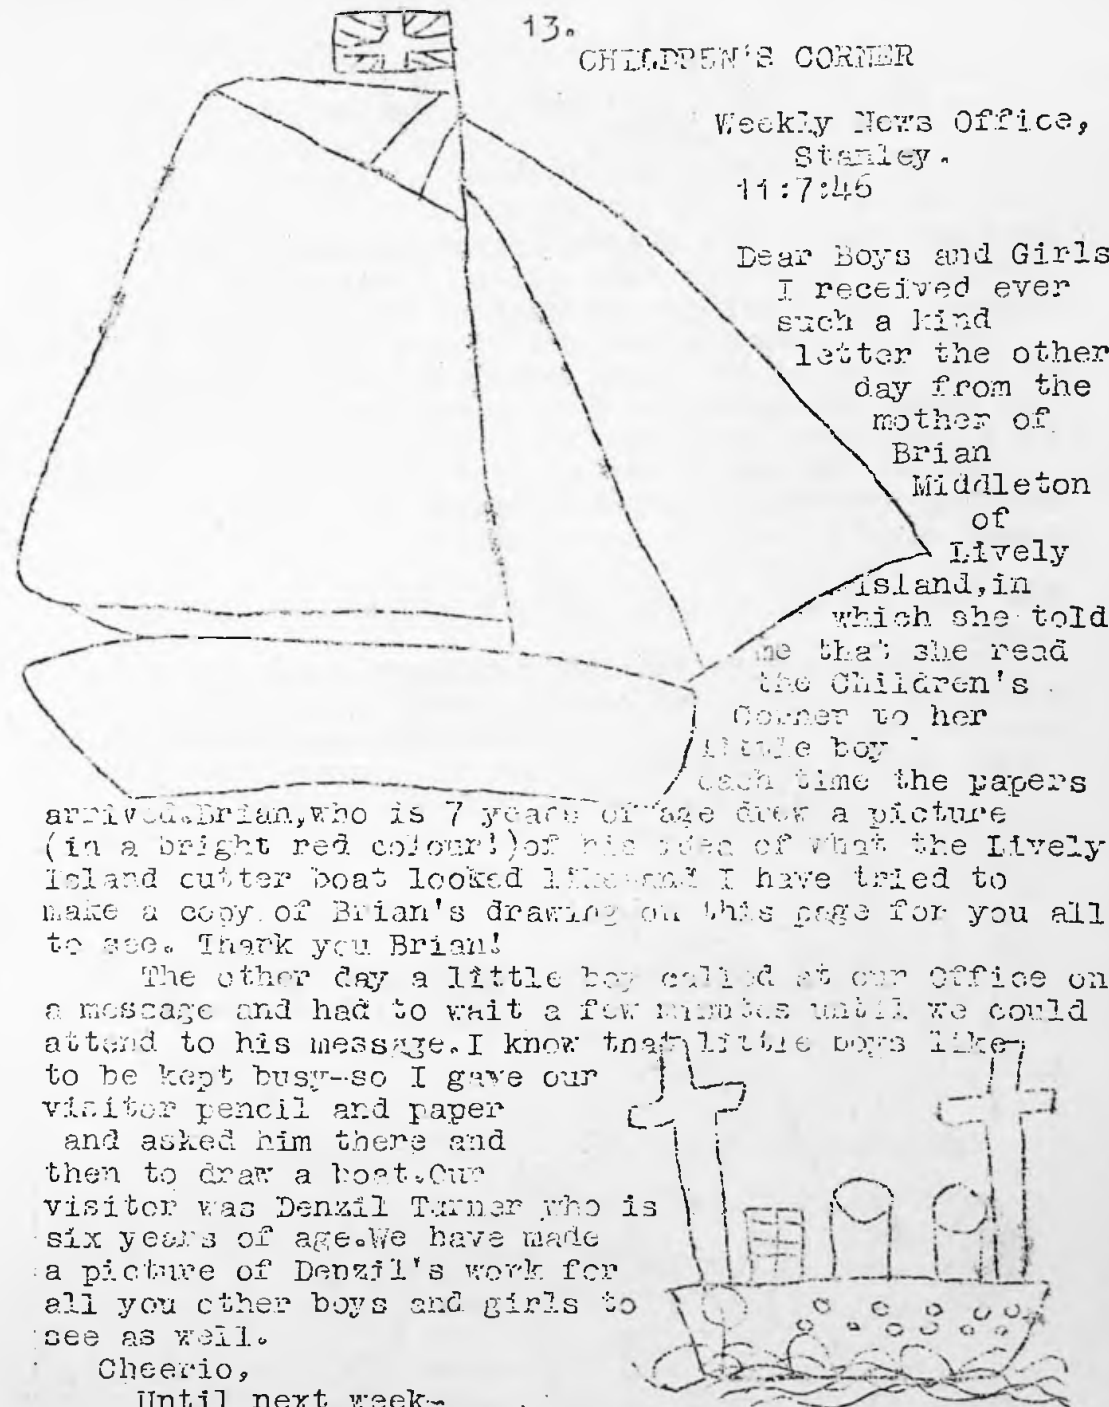 13.
CHILDREN'S CORNER
Weekly News Office,
Stanley.
11:7:46
Dear Boys and Girls
I received ever
such a kind
letter the other
day from the
mother of
Brian
Middleton
of
Lively
Island,in
which she told
me that she read
the Children's
Corner to her
little boy
each time the papers
arrived.Brian,who is 7 years of age drew a picture
(in a bright red colour!)of his idea of what the Lively
Island cutter boat looked like and I have tried to
make a copy of Brian's drawing on this page for you all
to see. Thank you Brian!
The other day a little boy called at our Office on
a message and had to wait a few minutes until we could
attend to his message.I know that little boys like
to be kept busy-so I gave our
visitor pencil and paper
and asked him there and
then to draw a boat.Our
visitor was Denzil Turner who is
six years of age.We have made
a picture of Denzil's work for
all you other boys and girls to
see as well.
Cheerio,
Until next week-